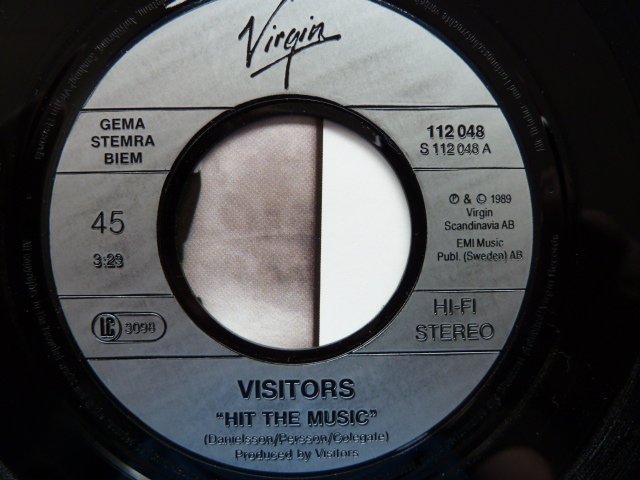 Virgin
GEMA
STEMRA
BIEM
112 048
S 112 048 A
45
3:23
LC 3098
℗ & © 1989
Virgin
Scandinavia AB
EMI Music
Publ. (Sweden) AB
HI-FI
STEREO
VISITORS
"HIT THE MUSIC"
(Danielsson/Persson/Colegate)
Produced by Visitors